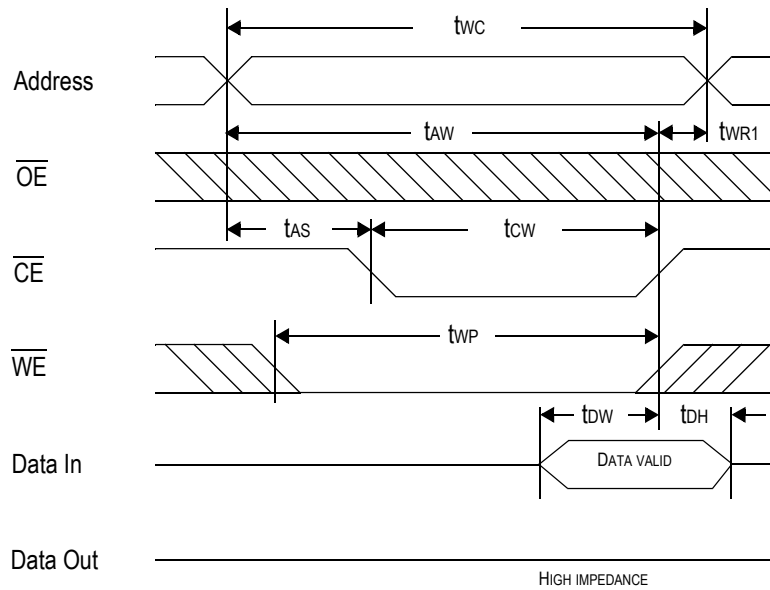 tWC
Address
tAW tWR1
OE
tAS tCW
CE
tWP
WE
tDW tDH
Data In DATA VALID
Data Out
HIGH IMPEDANCE